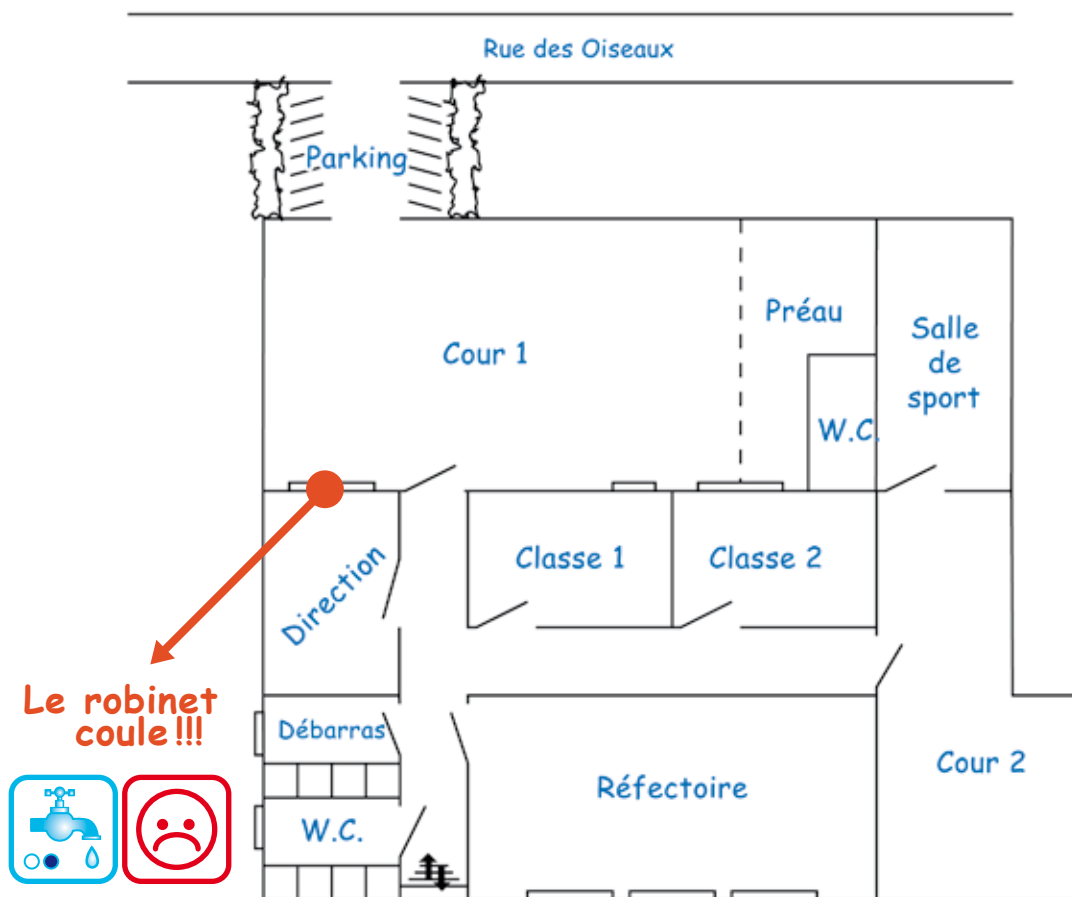 Rue des Oiseaux
Parking
Préau
Salle
de
sport
Cour 1
W.C.
Classe 1
Classe 2
Direction
Le robinet
coule !!!
Débarras
Réfectoire
Cour 2
W.C.